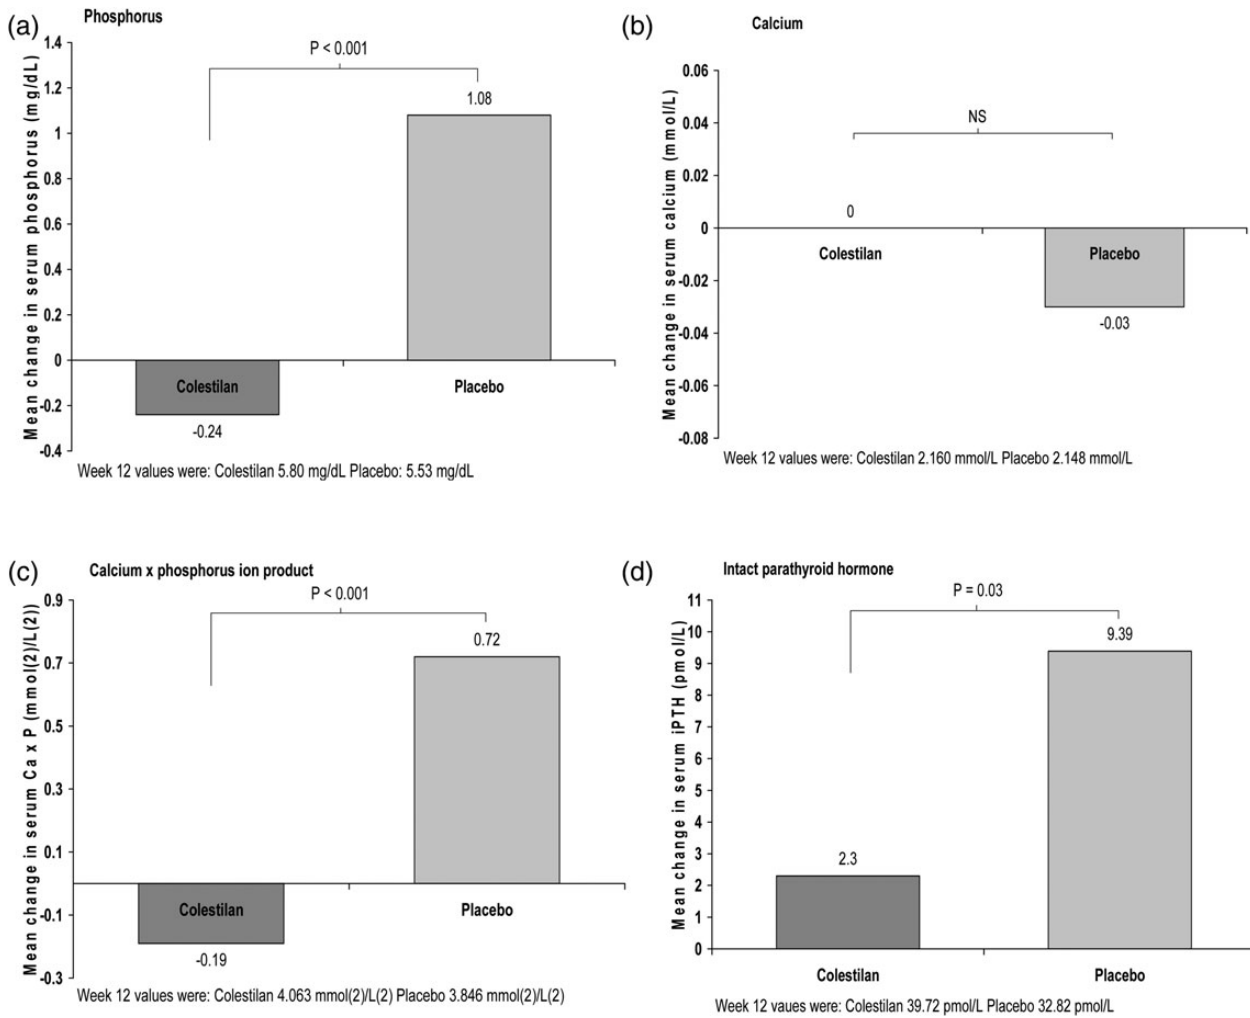 (a)
Phosphorus
Mean change in serum phosphorus (mg/dL)
1.4
1.2
1
0.8
0.6
0.4
0.2
0
-0.2
-0.4
P < 0.001
1.08
Colestilan
Placebo
-0.24
Week 12 values were: Colestilan 5.80 mg/dL Placebo: 5.53 mg/dL
(b)
Calcium
Mean change in serum calcium (mmol/L)
0.06
0.04
0.02
0
-0.02
-0.04
-0.06
-0.08
NS
0
Colestilan
Placebo
-0.03
Week 12 values were: Colestilan 2.160 mmol/L Placebo 2.148 mmol/L
(c)
Calcium x phosphorus ion product
Mean change in serum Ca x P (mmol(2)/L(2))
0.9
0.7
0.5
0.3
0.1
-0.1
-0.3
P < 0.001
0.72
Colestilan
Placebo
-0.19
Week 12 values were: Colestilan 4.063 mmol(2)/L(2) Placebo 3.846 mmol(2)/L(2)
(d)
Intact parathyroid hormone
Mean change in serum iPTH (pmol/L)
11
10
9
8
7
6
5
4
3
2
1
0
P = 0.03
9.39
2.3
Colestilan
Placebo
Week 12 vaues were: Colestilan 39.72 pmol/L Placebo 32.82 pmol/L